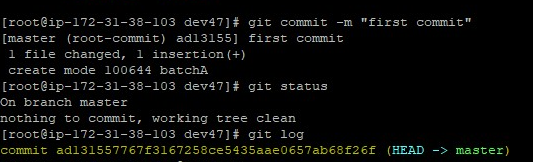 [root@ip-172-31-38-103 dev47]# git commit -m "first commit"
[master (root-commit) ad13155] first commit
 1 file changed, 1 insertion(+)
 create mode 100644 batchA
[root@ip-172-31-38-103 dev47]# git status
On branch master
nothing to commit, working tree clean
[root@ip-172-31-38-103 dev47]# git log
commit ad131557767f3167258ce5435aae0657ab68f26f (HEAD -> master)